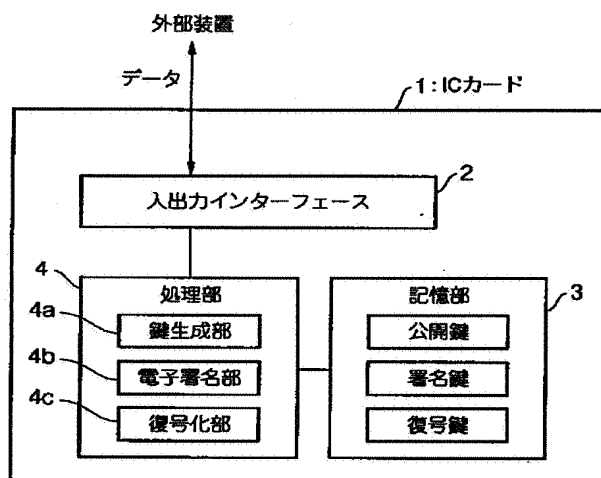 外部装置
データ
1:ICカード
2
入出力インターフェース
4
処理部
記憶部
3
4a
鍵生成部
公開鍵
4b
電子署名部
署名鍵
4c
復号化部
復号鍵